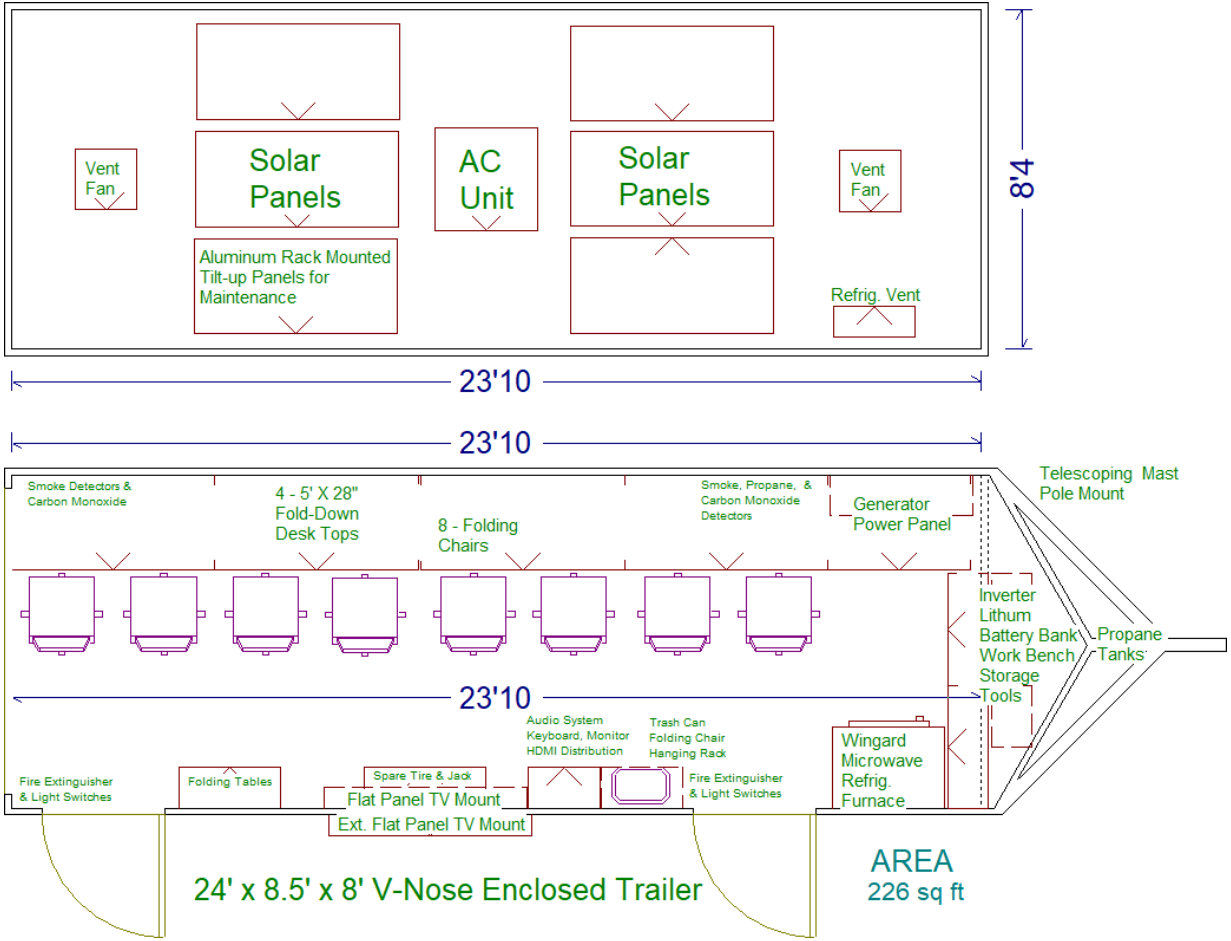 Vent
Fan
Solar
Panels
AC
Unit
Solar
Panels
Vent
Fan
8'4
Aluminum Rack Mounted
Tilt-up Panels for
Maintenance
Refrig. Vent
23'10
23'10
Smoke Detectors &
Carbon Monoxide
4 - 5' X 28"
Fold-Down
Desk Tops
8 - Folding
Chairs
Smoke, Propane, &
Carbon Monoxide
Detectors
Generator
Power Panel
Telescoping Mast
Pole Mount
Inverter
Lithum
Battery Bank
Work Bench
Storage
Tools
Propane
Tanks
23'10
Audio System
Keyboard, Monitor
HDMI Distribution
Trash Can
Folding Chair
Hanging Rack
Wingard
Microwave
Refrig.
Furnace
Fire Extinguisher
& Light Switches
Folding Tables
Spare Tire & Jack
Flat Panel TV Mount
Ext. Flat Panel TV Mount
Fire Extinguisher
& Light Switches
24' x 8.5' x 8' V-Nose Enclosed Trailer
AREA
226 sq ft